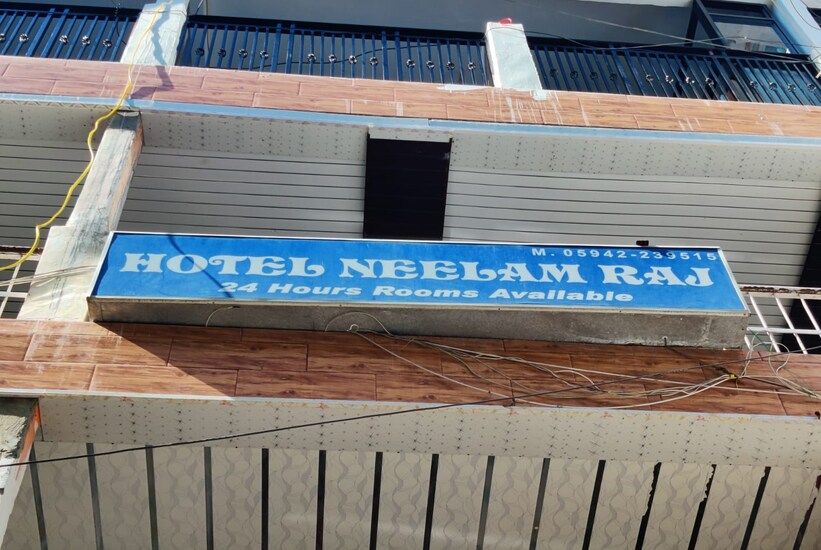 M. 05942-239515
HOTEL NEELAM RAJ
24 Hours Rooms Available